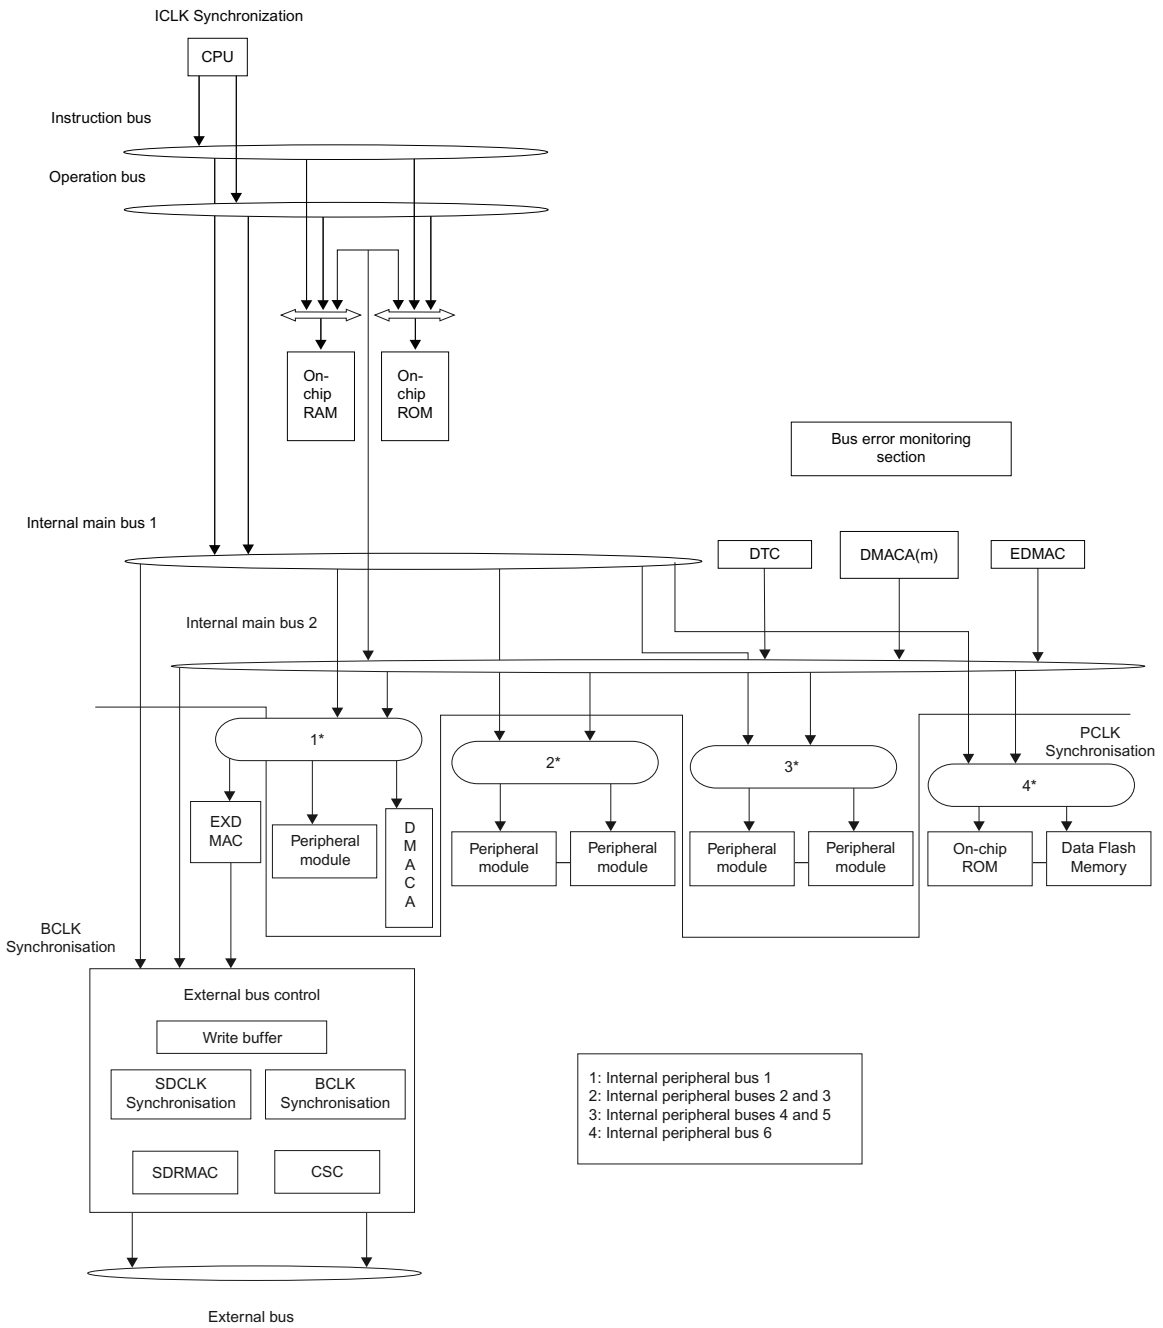 ICLK Synchronization
CPU
Instruction bus
Operation bus
On-
chip
RAM
On-
chip
ROM
Bus error monitoring
section
Internal main bus 1
DTC
DMACA(m)
EDMAC
Internal main bus 2
1*
2*
3*
4*
PCLK
Synchronisation
EXD
MAC
Peripheral
module
D
M
A
C
A
Peripheral
module
Peripheral
module
Peripheral
module
Peripheral
module
On-chip
ROM
Data Flash
Memory
BCLK
Synchronisation
External bus control
Write buffer
SDCLK
Synchronisation
BCLK
Synchronisation
SDRMAC
CSC
1: Internal peripheral bus 1
2: Internal peripheral buses 2 and 3
3: Internal peripheral buses 4 and 5
4: Internal peripheral bus 6
External bus